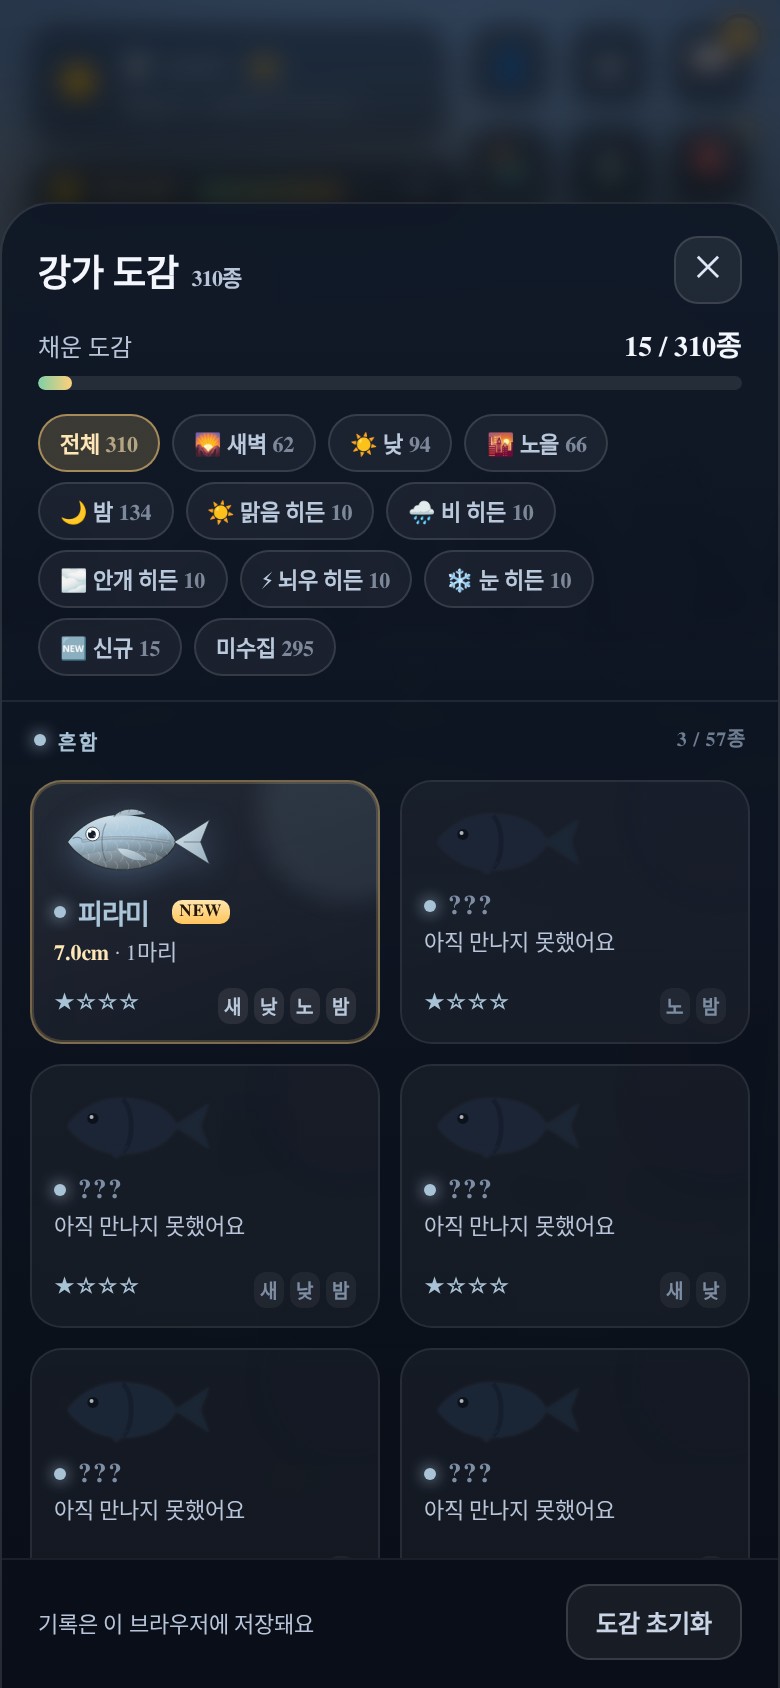 강가 도감 310종
채운 도감 15 / 310종
전체 310 새벽 62 낮 94 노을 66
밤 134 맑음 히든 10 비 히든 10
안개 히든 10 뇌우 히든 10 눈 히든 10
NEW 신규 15 미수집 295
흔함 3 / 57종
피라미 NEW
7.0cm · 1마리
★☆☆☆ 새 낮 노 밤
???
아직 만나지 못했어요
★☆☆☆ 노 밤
???
아직 만나지 못했어요
★☆☆☆ 새 낮 밤
???
아직 만나지 못했어요
★☆☆☆ 새 낮
???
아직 만나지 못했어요
???
아직 만나지 못했어요
기록은 이 브라우저에 저장돼요 도감 초기화